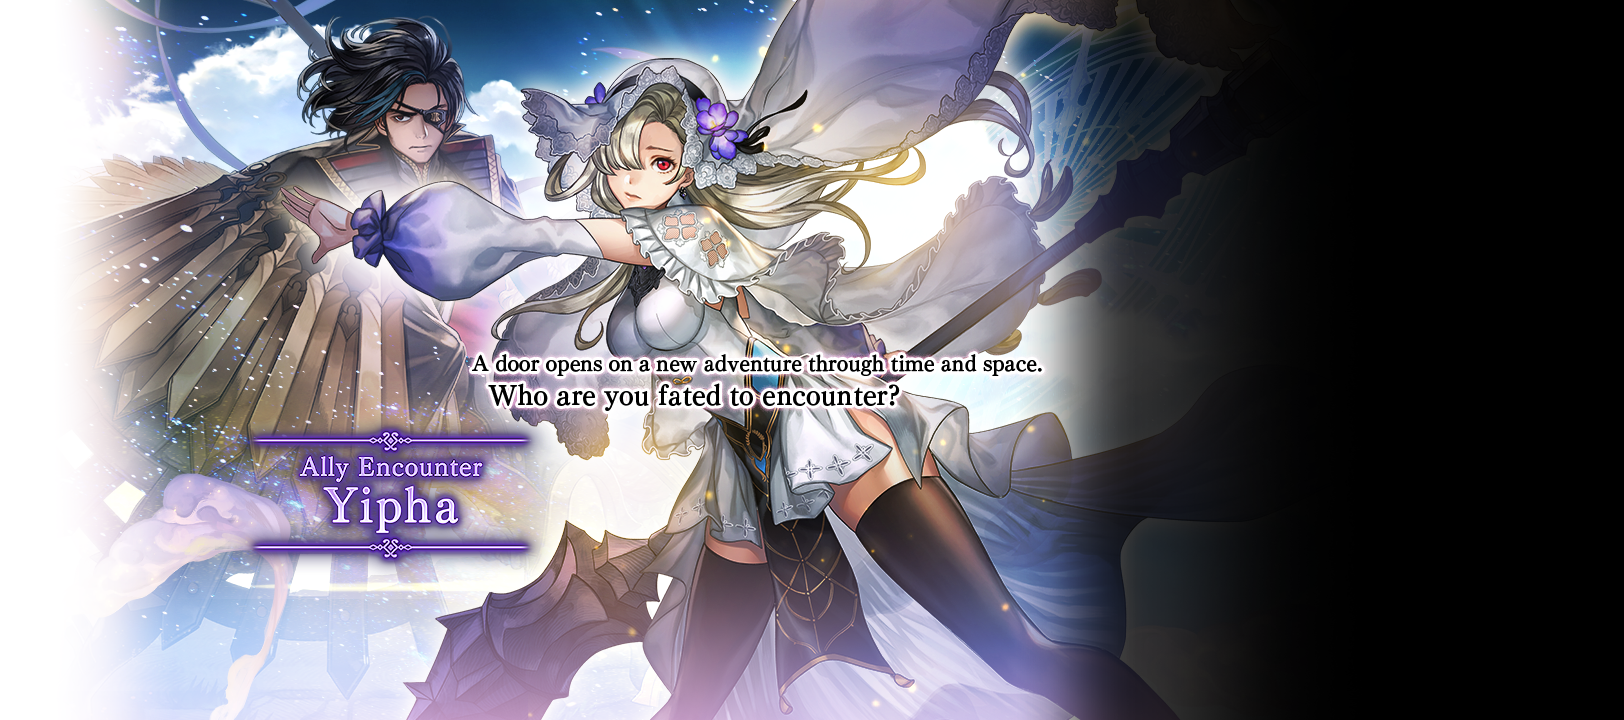 A door opens on a new adventure through time and space.
Who are you fated to encounter?
Ally Encounter
Yipha